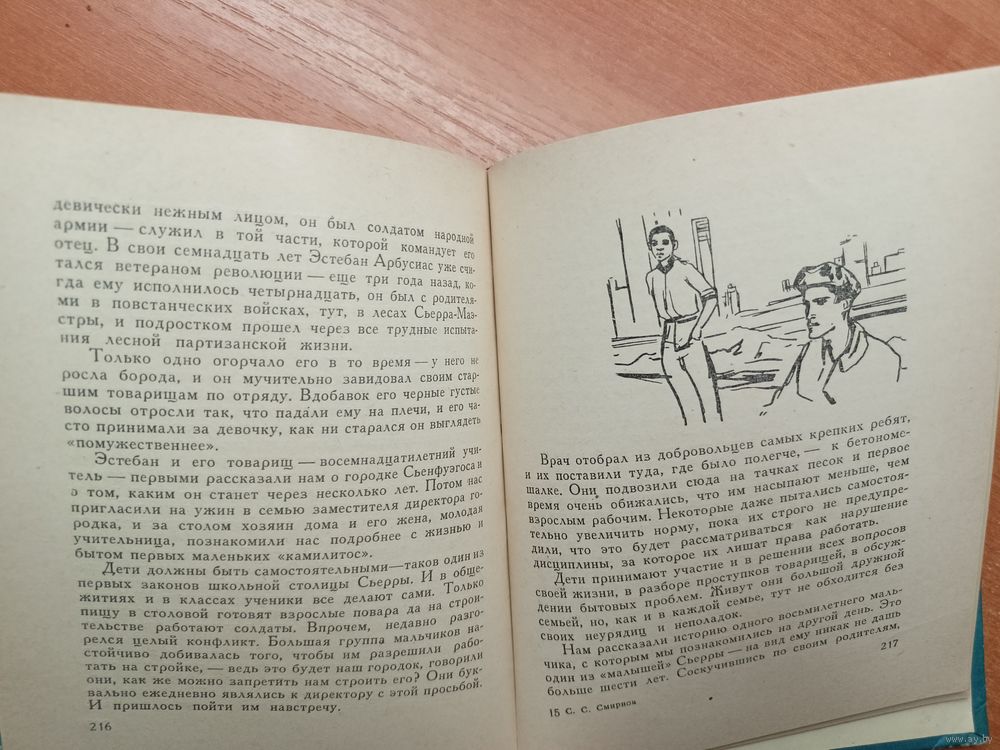 девически нежным лицом, он был солдатом народной
армии — служил в той части, которой командует его
отец. В свои семнадцать лет Эстебан Арбусиас уже счи-
тался ветераном революции — еще три года назад, ко-
гда ему исполнилось четырнадцать, он был с родителя-
ми в повстанческих войсках, тут, в лесах Сьерра-Маэ-
стры, и подростком прошел через все трудные испыта-
ния лесной партизанской жизни.
Только одно огорчало его в то время — у него не
росла борода, и он мучительно завидовал своим стар-
шим товарищам по отряду. Вдобавок его черные густые
волосы отросли так, что падали ему на плечи, и его ча-
сто принимали за девочку, как ни старался он выглядеть
«помужественнее».
Эстебан и его товарищ — восемнадцатилетний учи-
тель — первыми рассказали нам о городке Сьенфуэгоса и
о том, каким он станет через несколько лет. Потом нас
пригласили на ужин в семью заместителя директора го-
родка, и за столом хозяин дома и его жена, молодая
учительница, познакомили нас подробнее с жизнью и
бытом первых маленьких «камилитос».
Дети должны быть самостоятельными — таков один из
первых законов школьной столицы Сьерры. И в обще-
житиях и в классах ученики все делают сами. Только
пищу в столовой готовят взрослые повара да на строи-
тельстве работают солдаты. Впрочем, недавно разго-
релся целый конфликт. Большая группа мальчиков на-
стойчиво добивалась того, чтобы им разрешили рабо-
тать на стройке, — ведь это будет наш городок, говорили
они, как же можно запретить нам строить его? Они бук-
вально ежедневно являлись к директору с этой просьбой.
И пришлось пойти им навстречу.
216
Врач отобрал из добровольцев самых крепких ребят,
и их поставили туда, где было полегче, — к бетономе-
шалке. Они подвозили сюда на тачках песок и первое
время очень обижались, что им насыпают меньше, чем
взрослым рабочим. Некоторые даже пытались самостоя-
тельно увеличить норму, пока их строго не предупре-
дили, что это будет рассматриваться как нарушение
дисциплины, за которое их лишат права работать.
Дети принимают участие и в решении всех вопросов
своей жизни, в разборе проступков товарищей, в обсуж-
дении бытовых проблем. Живут они большой дружной
семьей, но, как и в каждой семье, тут не обходится без
своих неурядиц и неполадок.
Нам рассказали историю одного восьмилетнего маль-
чика, с которым мы познакомились на другой день. Это
один из «малышей» Сьерры — на вид ему никак не дашь
больше шести лет. Соскучившись по своим родителям,
15 С. С. Смирнов
217
www.ay.by